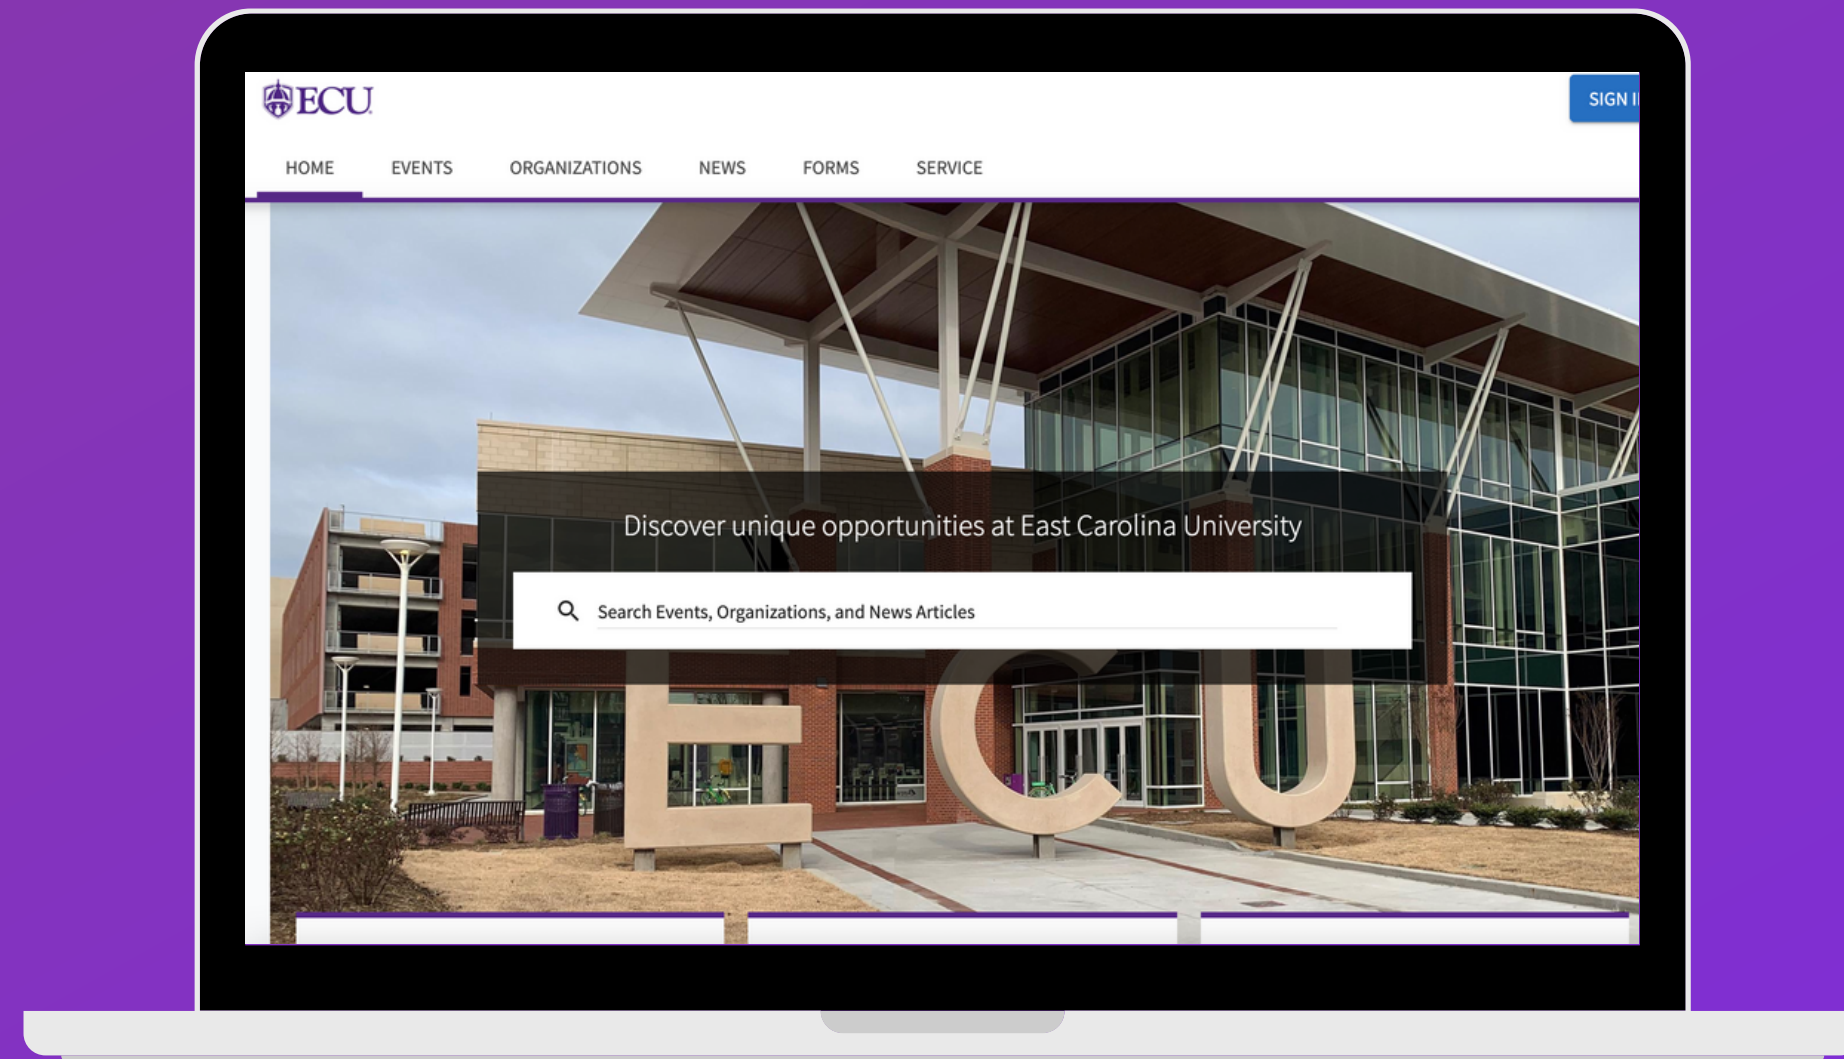 ECU
SIGN I
HOME EVENTS ORGANIZATIONS NEWS FORMS SERVICE
Discover unique opportunities at East Carolina University
Search Events, Organizations, and News Articles
ECU